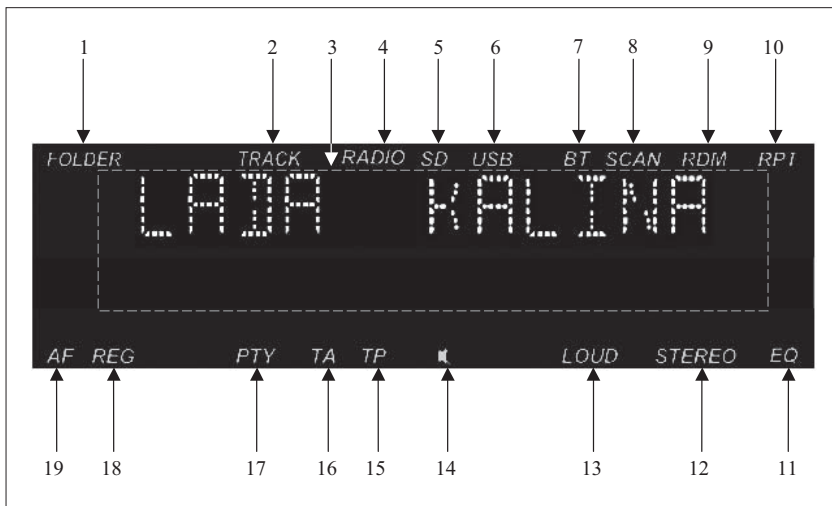 1 2 3 4 5 6 7 8 9 10
FOLDER TRACK RADIO SD USB BT SCAN RDM RPT
LADA KALINA
AF REG PTY TA TP LOUD STEREO EQ
19 18 17 16 15 14 13 12 11